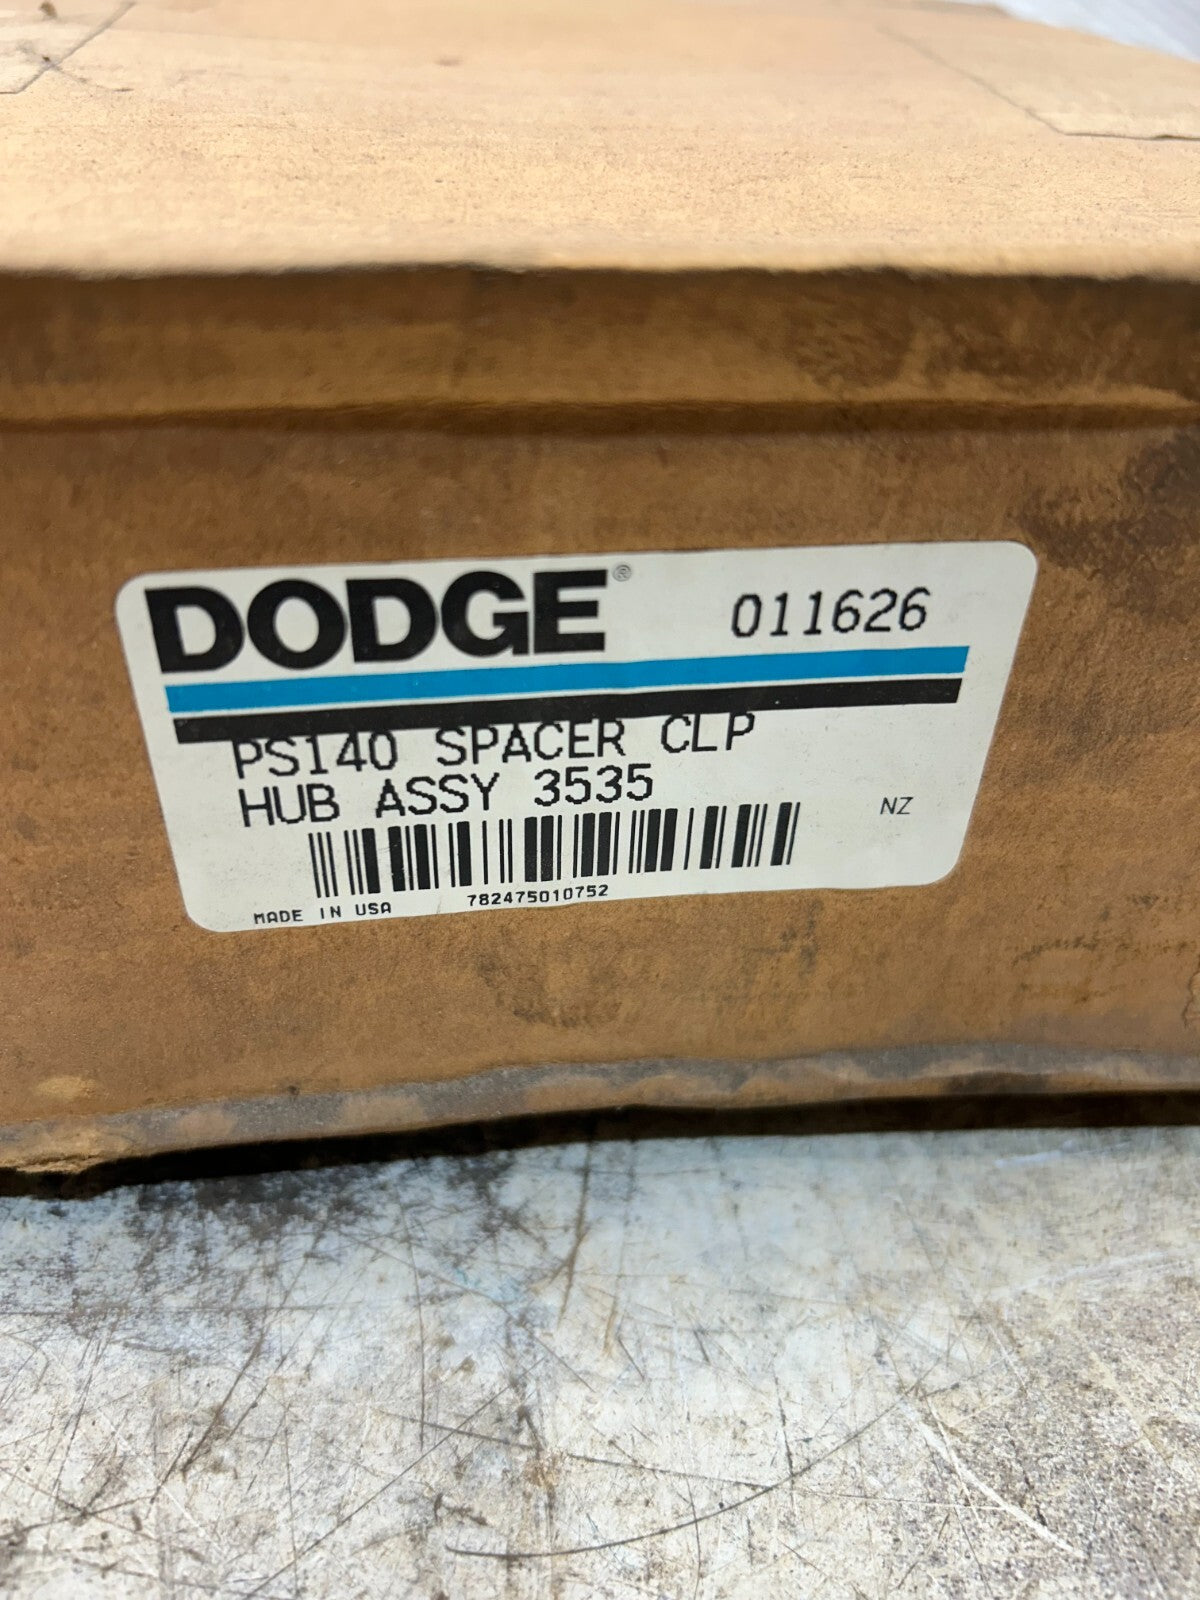 DODGE® 011626
PS140 SPACER CLP
HUB ASSY 3535
NZ
MADE IN USA 782475010752